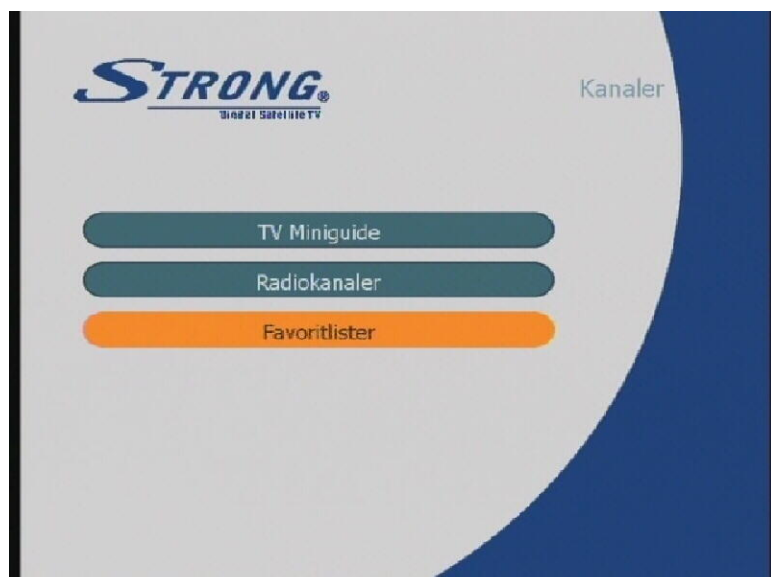 STRONG®
Digital Satellite TV
Kanaler
TV Miniguide
Radiokanaler
Favoritlister